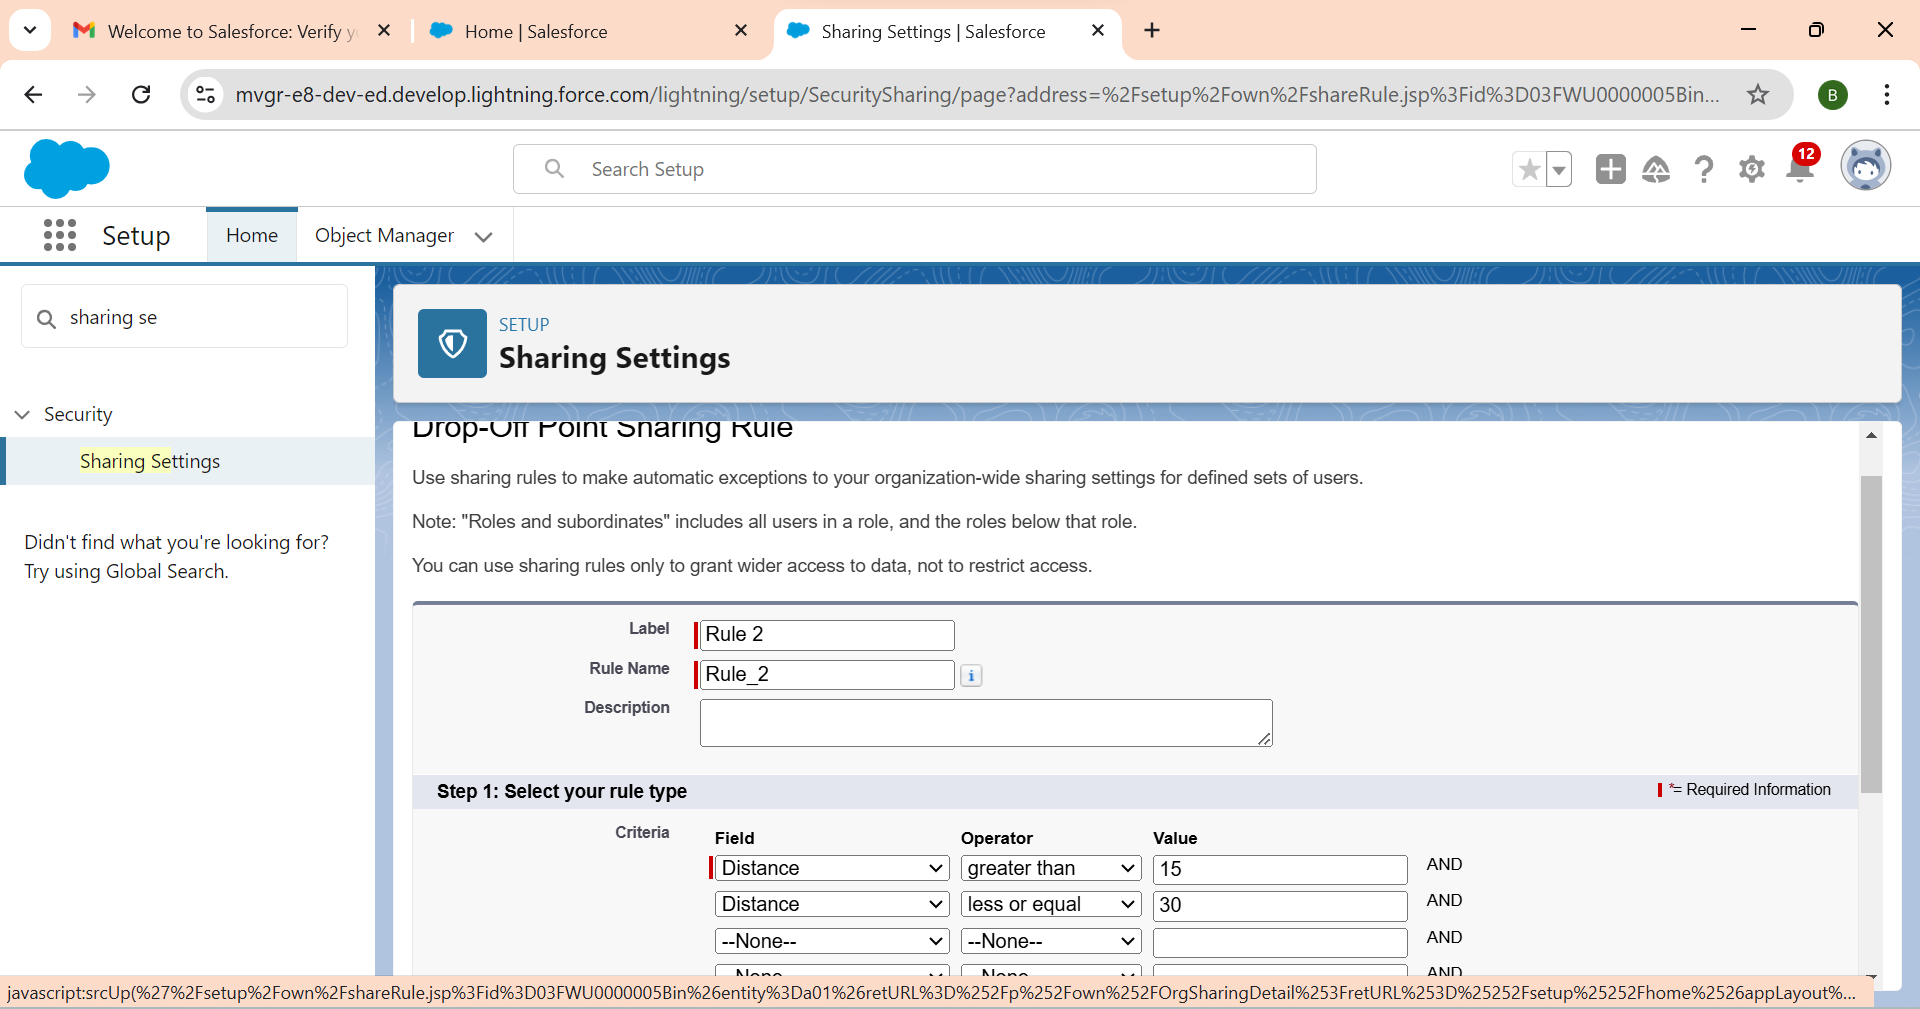 Welcome to Salesforce: Verify y
Home | Salesforce
Sharing Settings | Salesforce
mvgr-e8-dev-ed.develop.lightning.force.com/lightning/setup/SecuritySharing/page?address=%2Fsetup%2Fown%2FshareRule.jsp%3Fid%3D03FWU0000005Bin...
B
Search Setup
12
Setup
Home
Object Manager
sharing se
SETUP
Sharing Settings
Security
Sharing Settings
Didn't find what you're looking for?
Try using Global Search.
Drop-Off Point Sharing Rule
Use sharing rules to make automatic exceptions to your organization-wide sharing settings for defined sets of users.
Note: "Roles and subordinates" includes all users in a role, and the roles below that role.
You can use sharing rules only to grant wider access to data, not to restrict access.
Label
Rule 2
Rule Name
Rule_2
i
Description
Step 1: Select your rule type
*= Required Information
Criteria
Field Operator Value
Distance greater than 15 AND
Distance less or equal 30 AND
--None-- --None-- AND
--None-- --None-- AND
javascript:srcUp(%27%2Fsetup%2Fown%2FshareRule.jsp%3Fid%3D03FWU0000005Bin%26entity%3Da01%26retURL%3D%252Fp%252Fown%252FOrgSharingDetail%253FretURL%253D%25252Fsetup%25252Fhome%2526appLayout%...